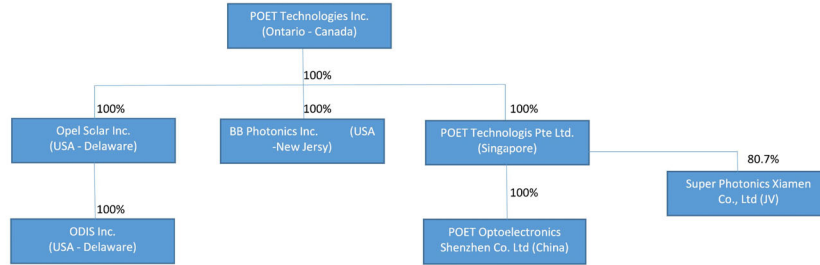 POET Technologies Inc.
(Ontario - Canada)
100%
100%
100%
100%
Opel Solar Inc.
(USA - Delaware)
BB Photonics Inc. (USA
-New Jersy)
POET Technologis Pte Ltd.
(Singapore)
80.7%
Super Photonics Xiamen
Co., Ltd (JV)
100%
100%
ODIS Inc.
(USA - Delaware)
POET Optoelectronics
Shenzhen Co. Ltd (China)